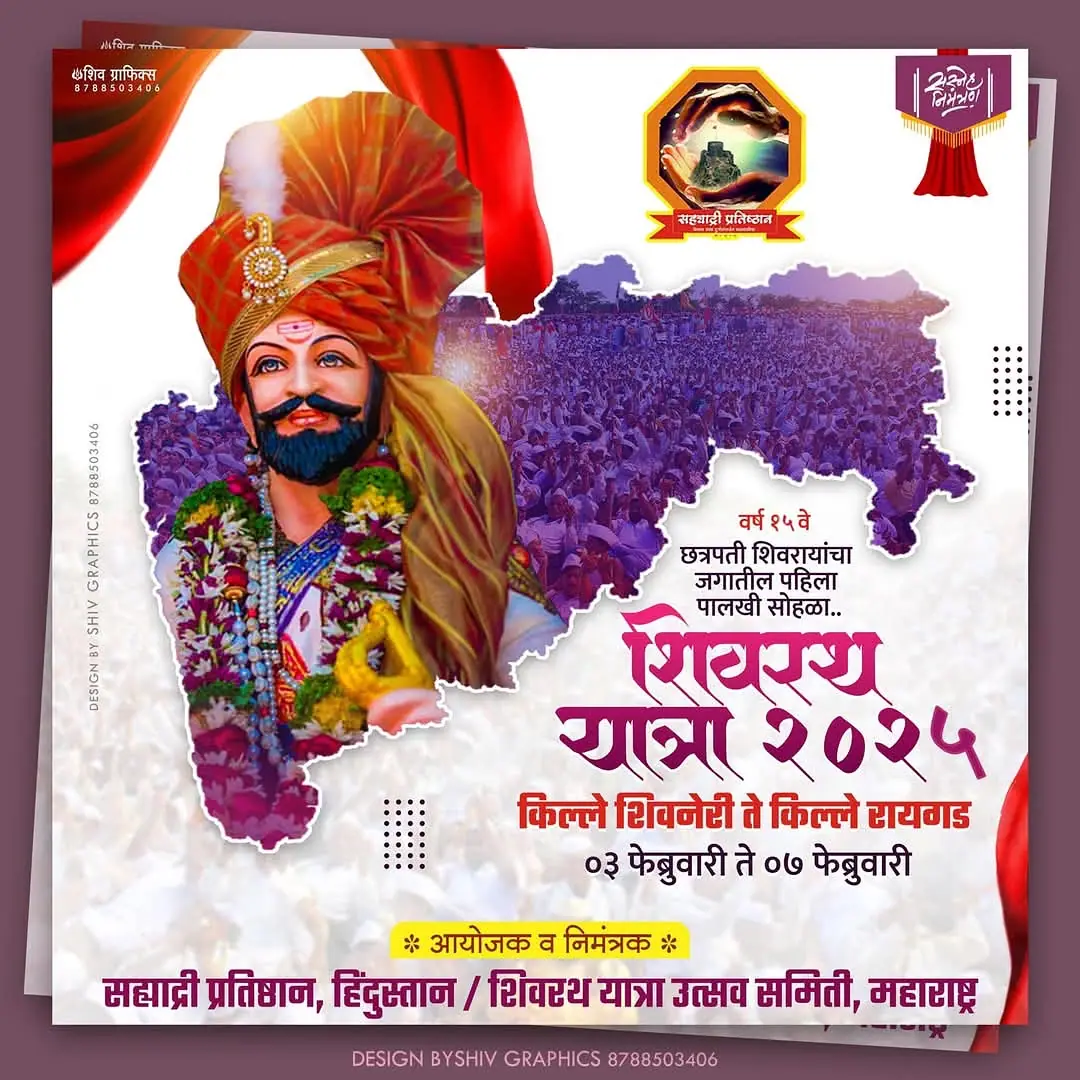 शिव ग्राफिक्स
8788503406
सस्नेह
निमंत्रण
सह्याद्री प्रतिष्ठान
DESIGN BY SHIV GRAPHICS 8788503406
वर्ष १५ वे
छत्रपती शिवरायांचा
जगातील पहिला
पालखी सोहळा..
शिवरथ
यात्रा २०२५
किल्ले शिवनेरी ते किल्ले रायगड
०३ फेब्रुवारी ते ०७ फेब्रुवारी
* आयोजक व निमंत्रक *
सह्याद्री प्रतिष्ठान, हिंदुस्तान / शिवरथ यात्रा उत्सव समिती, महाराष्ट्र
DESIGN BYSHIV GRAPHICS 8788503406